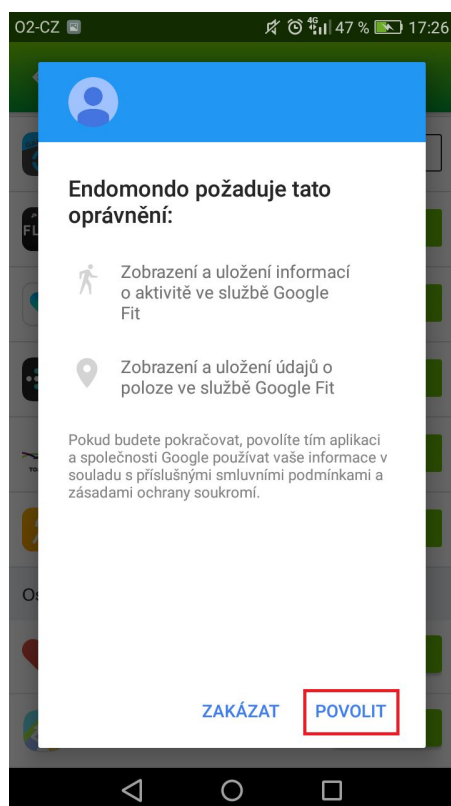 O2-CZ 4G 47 % 17:26
Endomondo požaduje tato
oprávnění:
Zobrazení a uložení informací
o aktivitě ve službě Google
Fit
Zobrazení a uložení údajů o
poloze ve službě Google Fit
Pokud budete pokračovat, povolíte tím aplikaci
a společnosti Google používat vaše informace v
souladu s příslušnými smluvními podmínkami a
zásadami ochrany soukromí.
ZAKÁZAT POVOLIT